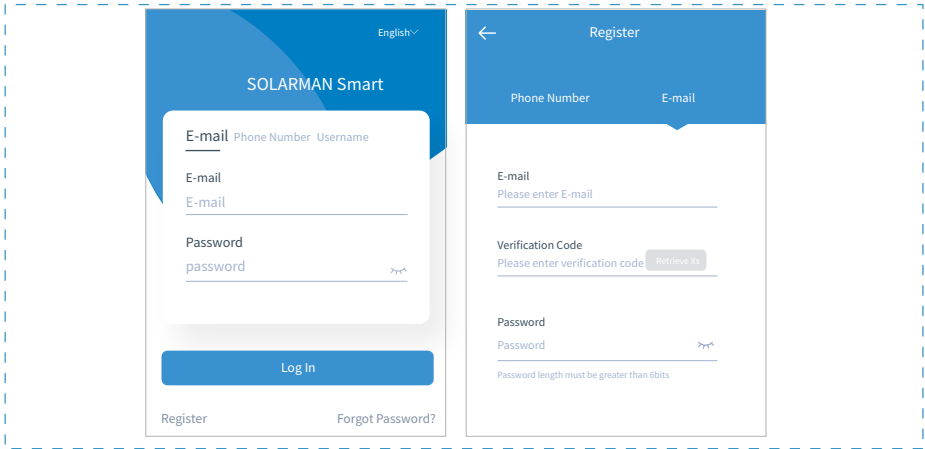 English
SOLARMAN Smart
E-mail Phone Number Username
E-mail
E-mail
Password
password
Log In
Register Forgot Password?
Register
Phone Number E-mail
E-mail
Please enter E-mail
Verification Code
Please enter verification code Retrieve Xs
Password
Password
Password length must be greater than 6bits